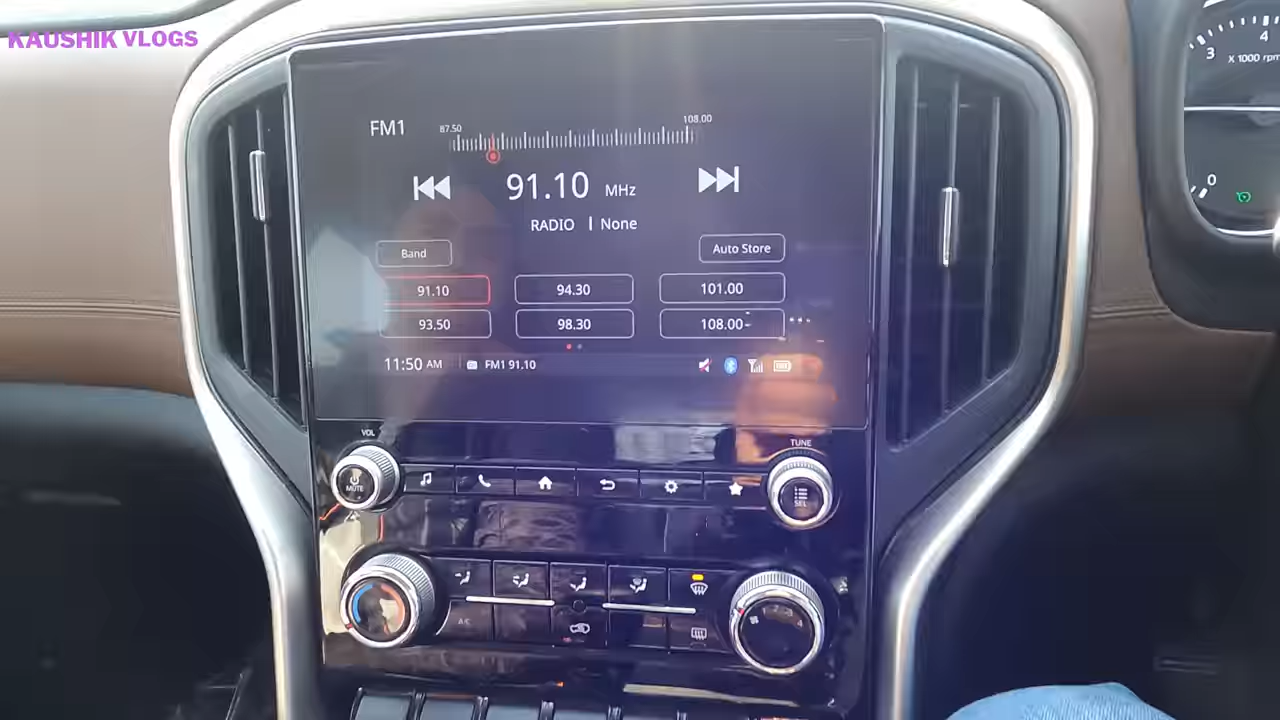 KAUSHIK VLOGS
3
4
X 1000 rpm
0
FM1
87.50
108.00
91.10 MHz
RADIO | None
Band
Auto Store
91.10
94.30
101.00
93.50
98.30
108.00
11:50 AM
FM1 91.10
VOL
TUNE
MUTE
SEL
A/C
4